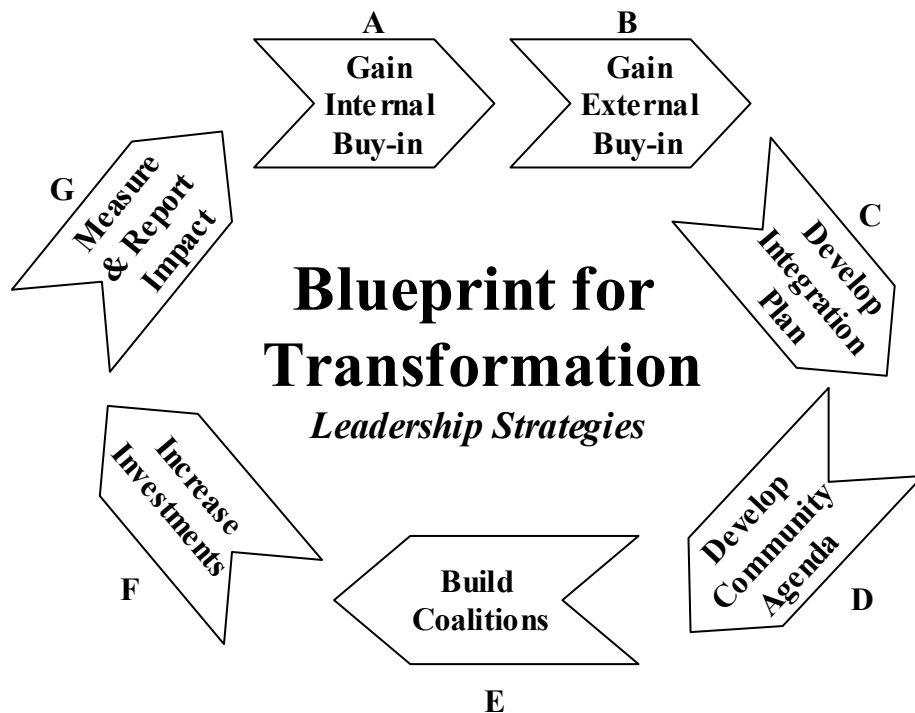 A
Gain
Internal
Buy-in
B
Gain
External
Buy-in
C
Develop
Integration
Plan
D
Develop
Community
Agenda
E
Build
Coalitions
F
Increase
Investments
G
Measure
& Report
Impact
Blueprint for
Transformation
Leadership Strategies